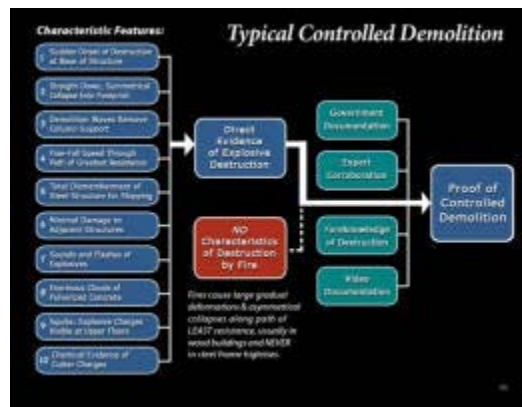 Characteristic Features:
Typical Controlled Demolition
1 Sudden Onset of Destruction
at Base of Structure
2 Straight Down, Symmetrical
Collapse Into Footprint
3 Demolition Waves Remove
Column Support
4 Free-Fall Speed Through
Path of Greatest Resistance
5 Total Dismemberment of
Steel Structure for Shipping
6 Minimal Damage to
Adjacent Structures
7 Sounds and Flashes of
Explosives
8 Enormous Clouds of
Pulverized Concrete
9 Squibs: Explosive Charges
Visible at Upper Floors
10 Chemical Evidence of
Cutter Charges
Direct
Evidence
of Explosive
Destruction
NO
Characteristics
of Destruction
by Fire
Fires cause large gradual
deformations & asymmetrical
collapses along path of
LEAST resistance, usually in
wood buildings and NEVER
in steel frame highrises.
Government
Documentation
Expert
Corroboration
Foreknowledge
of Destruction
Video
Documentation
Proof of
Controlled
Demolition